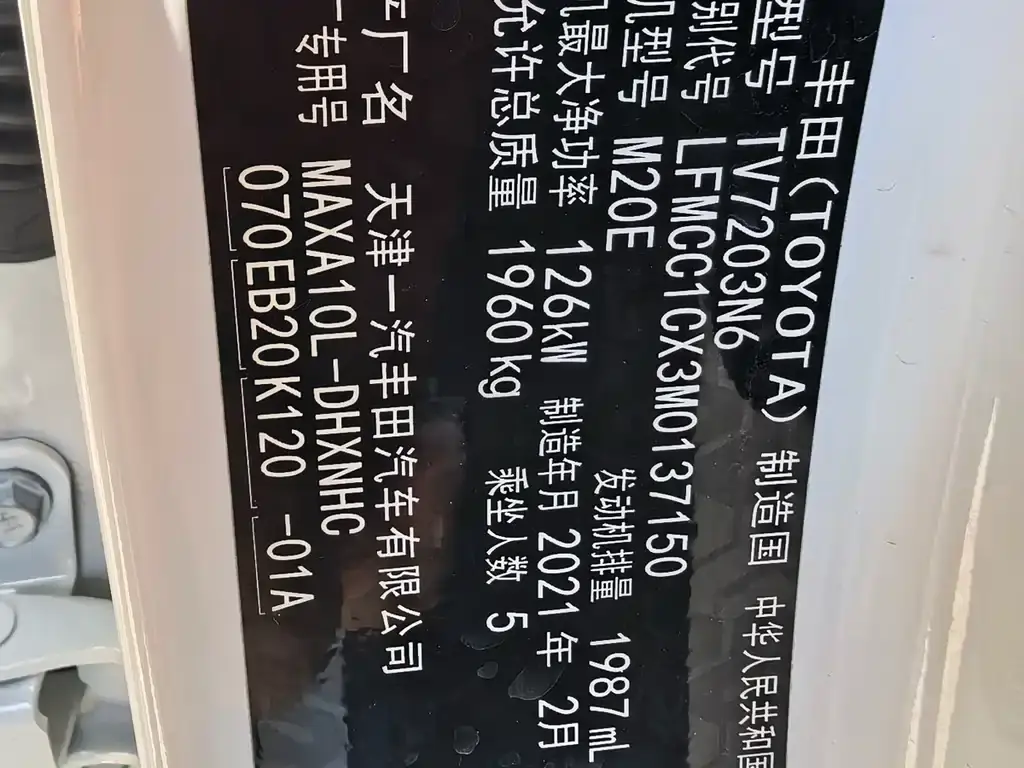 丰田(TOYOTA) 制造国 中华人民共和国
型号 TV7203N6
别代号 LFMCC1CX3M0137150
机型号 M20E 发动机排量 1987 mL
机最大净功率 126kW 制造年月 2021 年 2月
允许总质量 1960kg 乘坐人数 5
厂名 天津一汽丰田汽车有限公司
专用号 MAXA10L-DHXNHC
070EB20K120 -01A